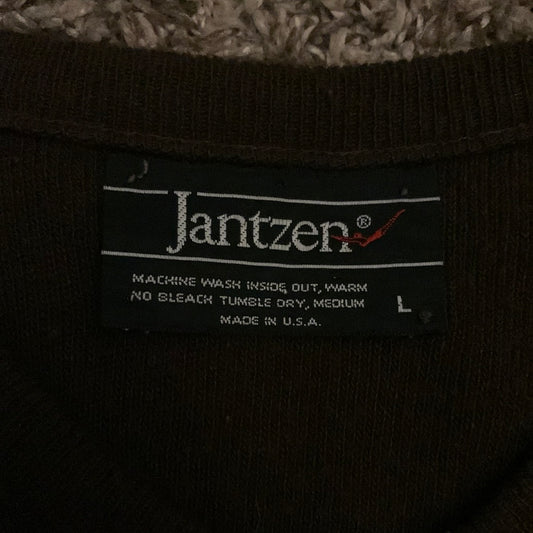 Jantzen®
MACHINE WASH INSIDE OUT, WARM
NO BLEACH TUMBLE DRY, MEDIUM
MADE IN U.S.A.
L